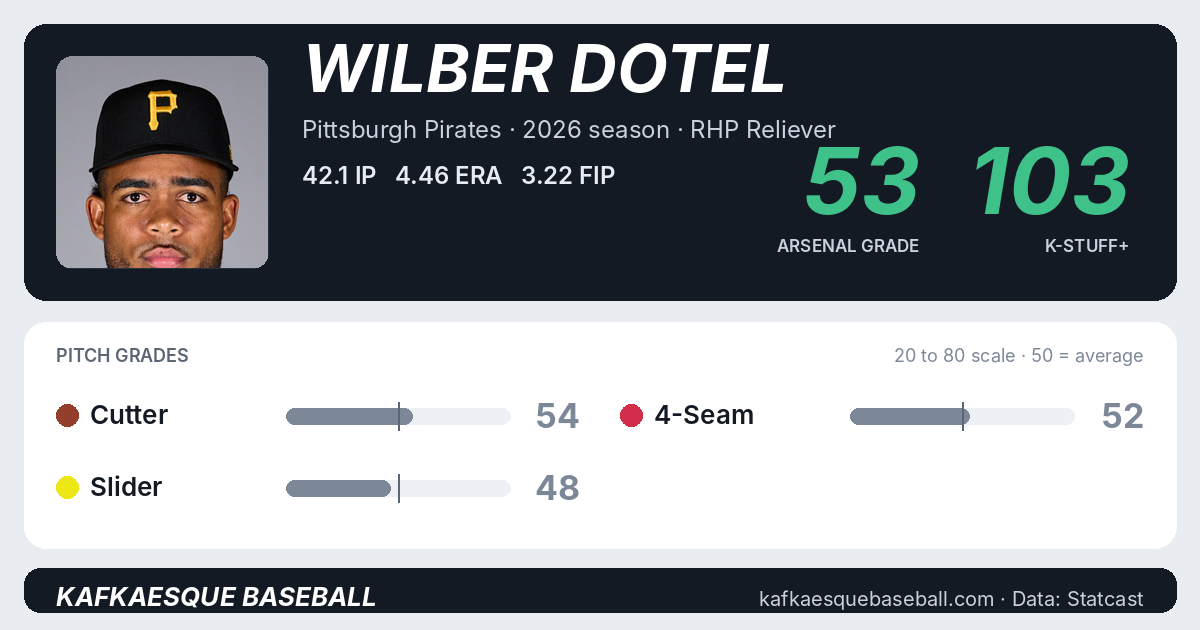 WILBER DOTEL
Pittsburgh Pirates · 2026 season · RHP Reliever
42.1 IP 4.46 ERA 3.22 FIP
53 103
ARSENAL GRADE K-STUFF+
P
PITCH GRADES 20 to 80 scale · 50 = average
Cutter 54 4-Seam 52
Slider 48
KAFKAESQUE BASEBALL kafkaesquebaseball.com · Data: Statcast